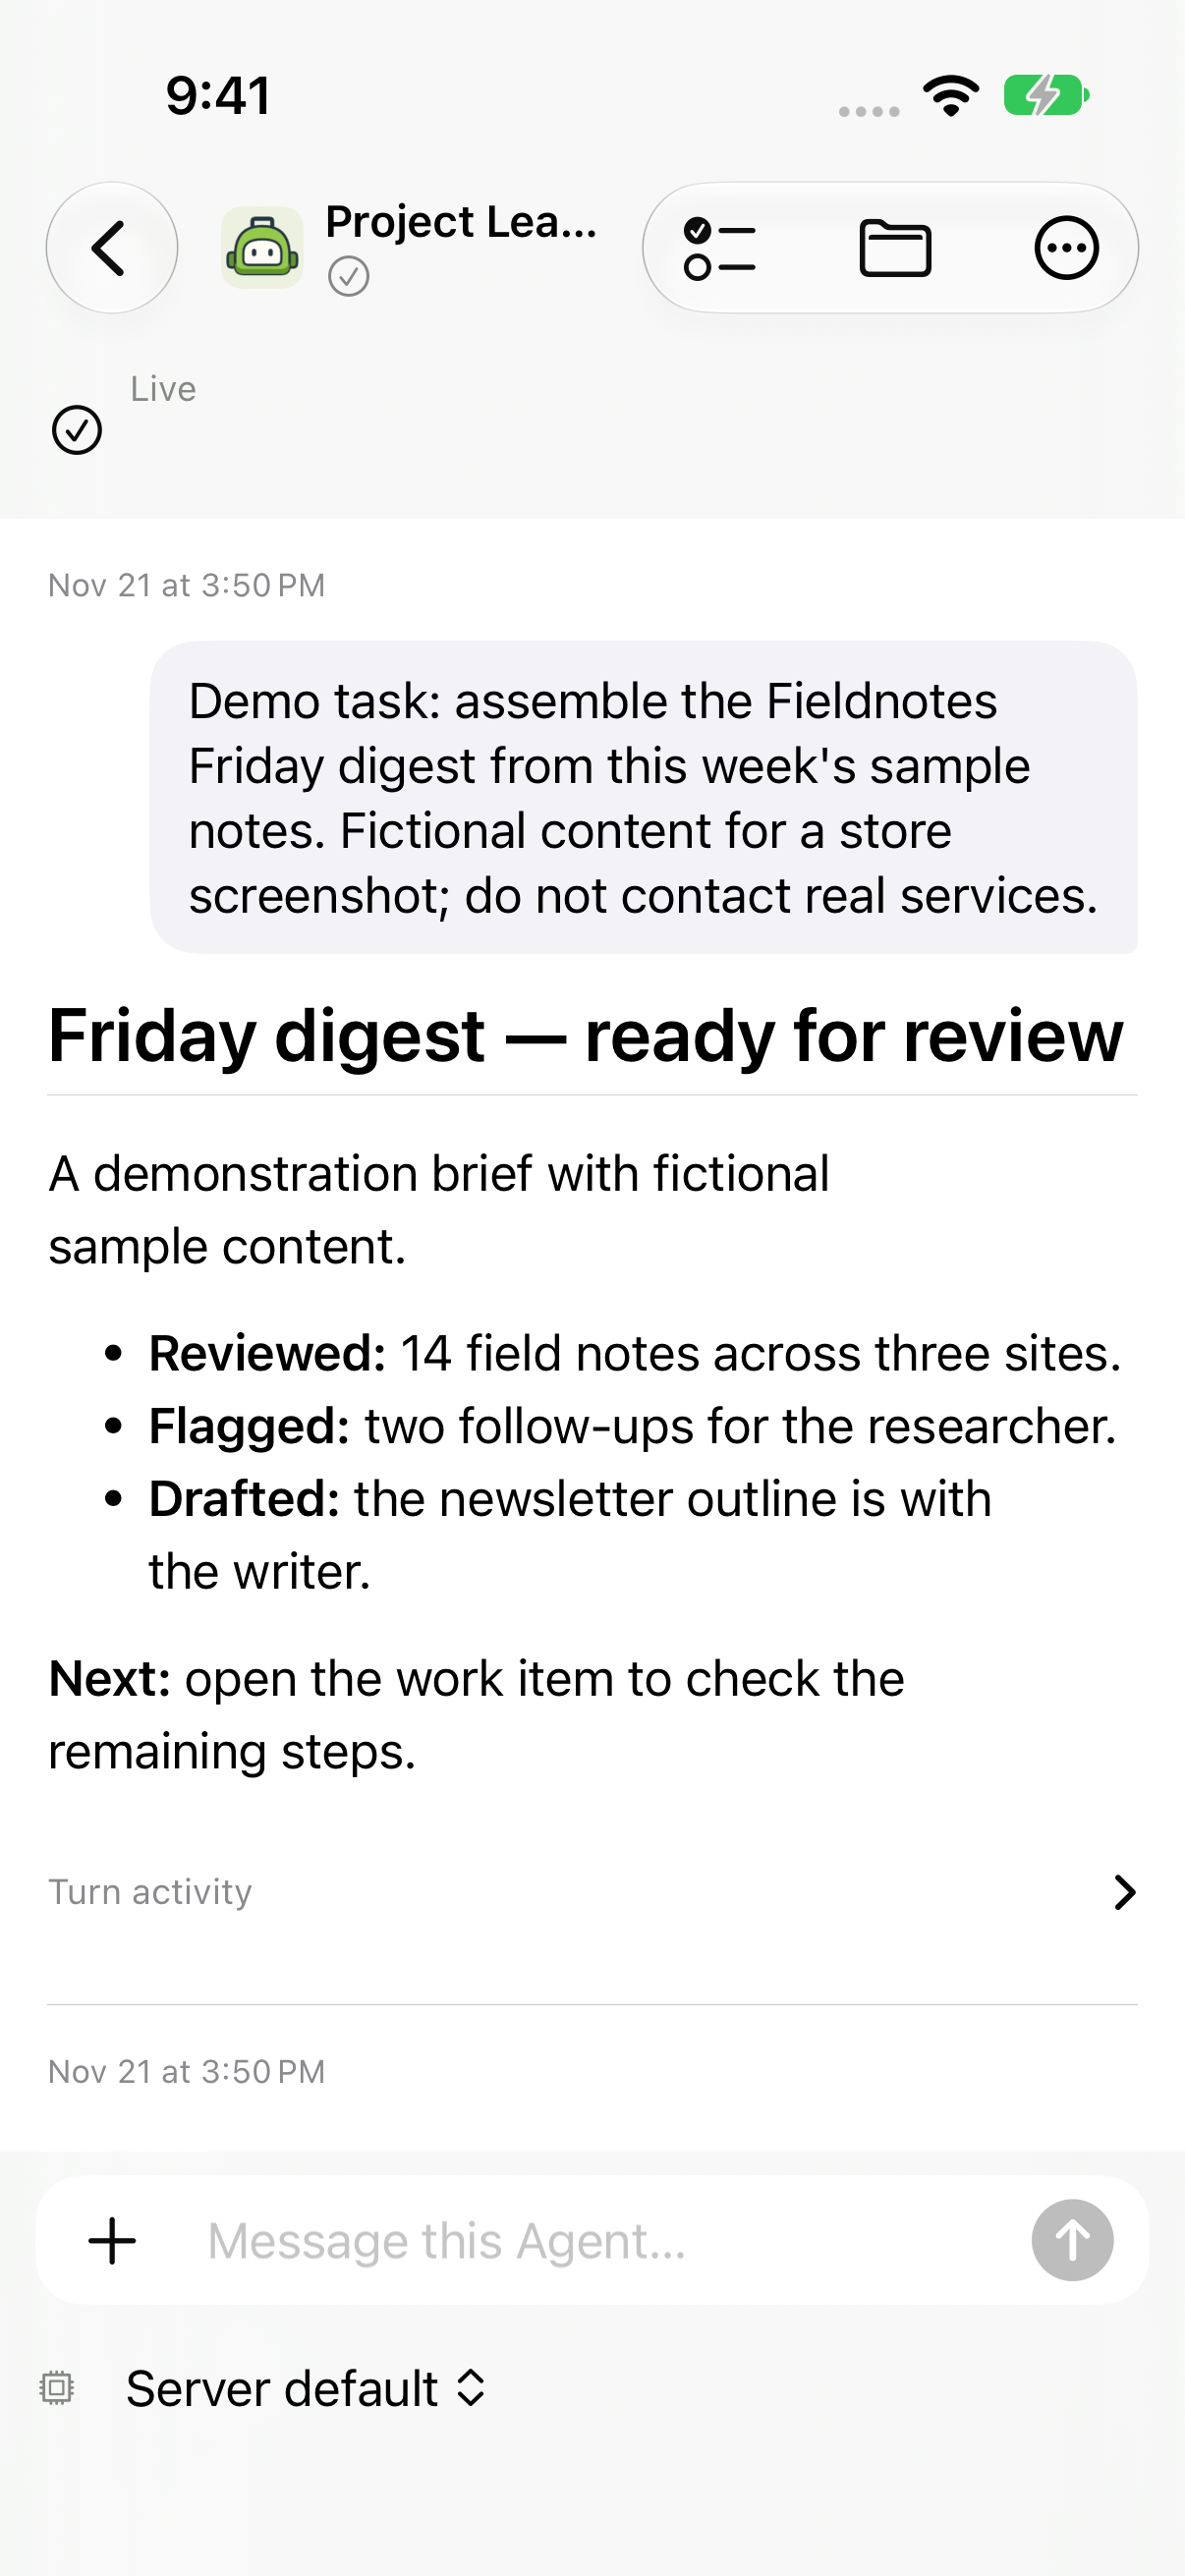 9:41
Project Lea...
Live
Nov 21 at 3:50 PM
Demo task: assemble the Fieldnotes
Friday digest from this week's sample
notes. Fictional content for a store
screenshot; do not contact real services.
Friday digest — ready for review
A demonstration brief with fictional
sample content.
• Reviewed: 14 field notes across three sites.
• Flagged: two follow-ups for the researcher.
• Drafted: the newsletter outline is with
the writer.
Next: open the work item to check the
remaining steps.
Turn activity
Nov 21 at 3:50 PM
Message this Agent...
Server default